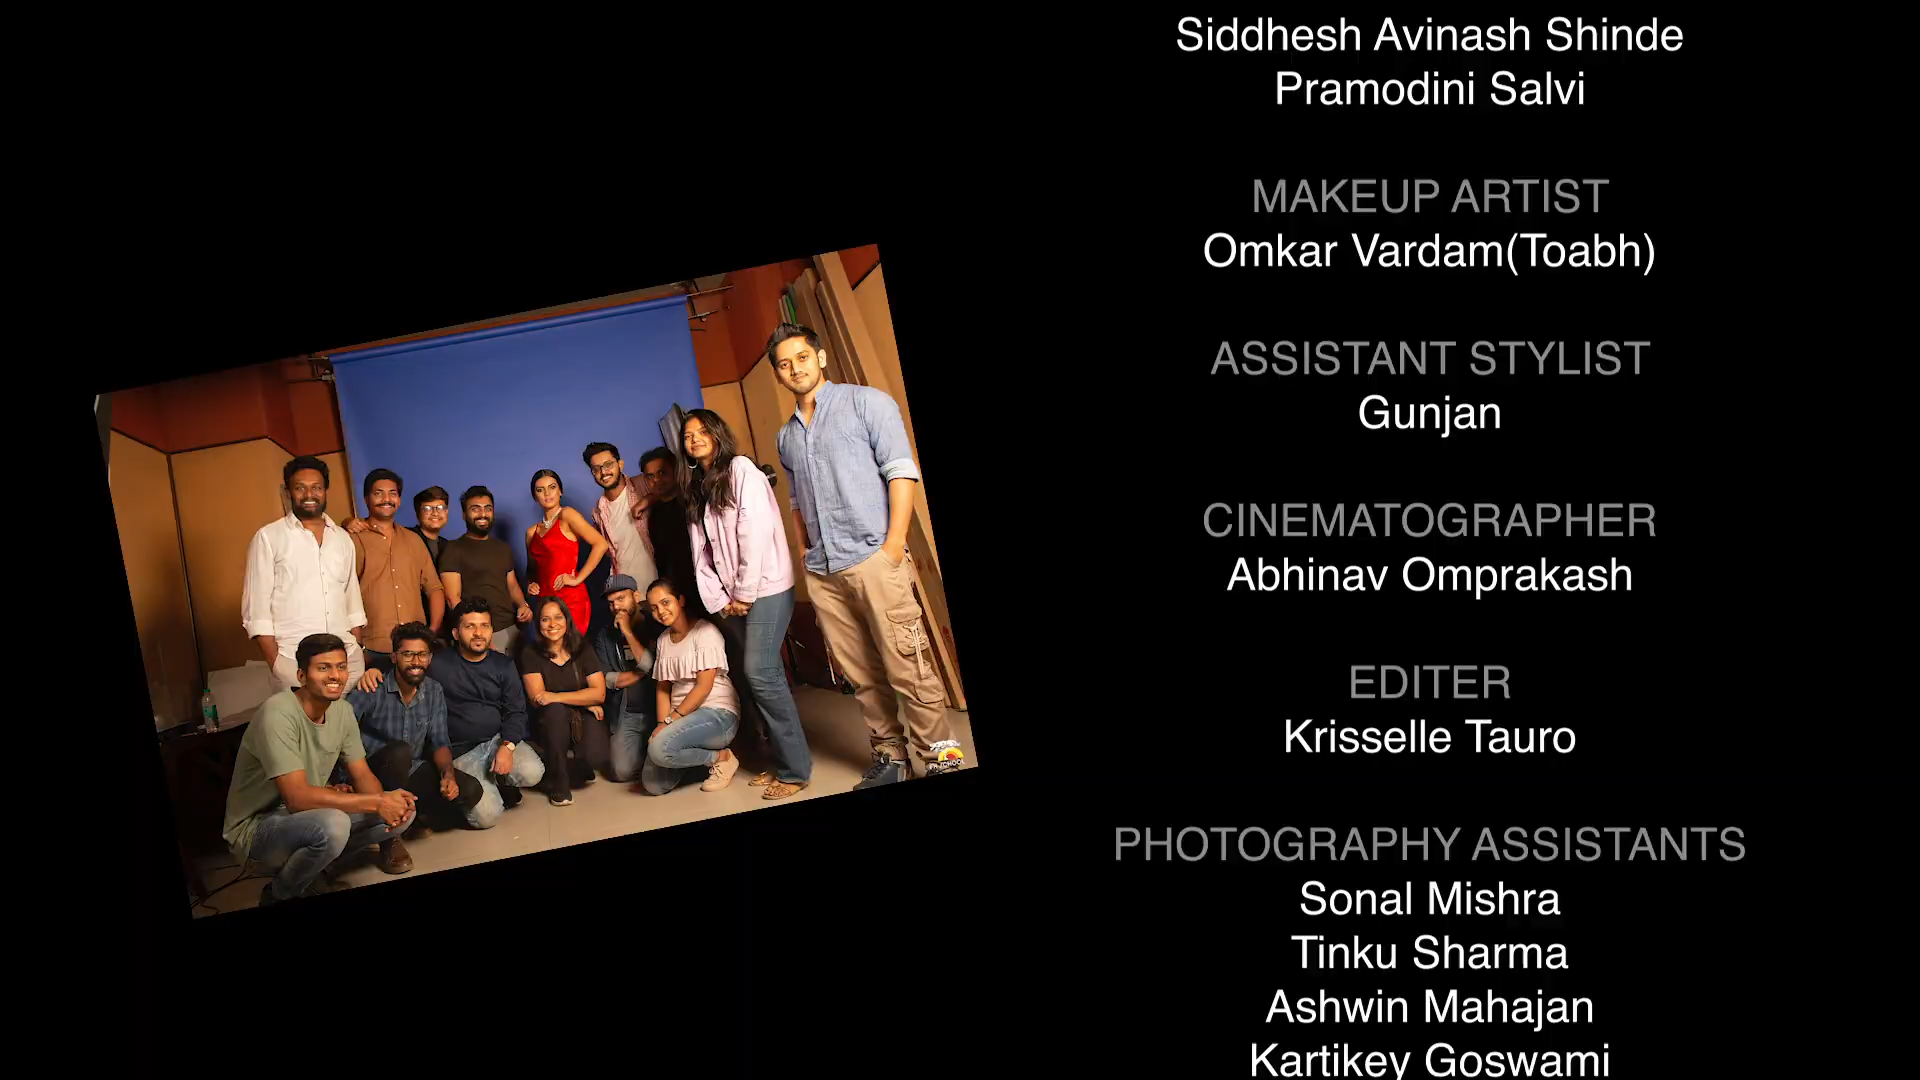 Siddhesh Avinash Shinde
Pramodini Salvi
MAKEUP ARTIST
Omkar Vardam(Toabh)
ASSISTANT STYLIST
Gunjan
CINEMATOGRAPHER
Abhinav Omprakash
EDITER
Krisselle Tauro
PHOTOGRAPHY ASSISTANTS
Sonal Mishra
Tinku Sharma
Ashwin Mahajan
Kartikey Goswami